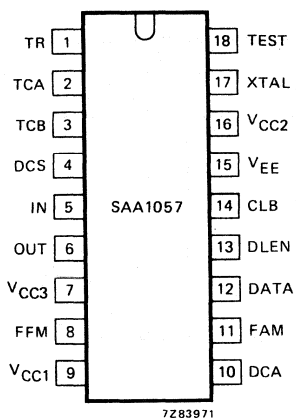 TR 1 18 TEST
TCA 2 17 XTAL
TCB 3 16 VCC2
DCS 4 15 VEE
IN 5 SAA1057 14 CLB
OUT 6 13 DLEN
VCC3 7 12 DATA
FFM 8 11 FAM
VCC1 9 10 DCA
7Z83971